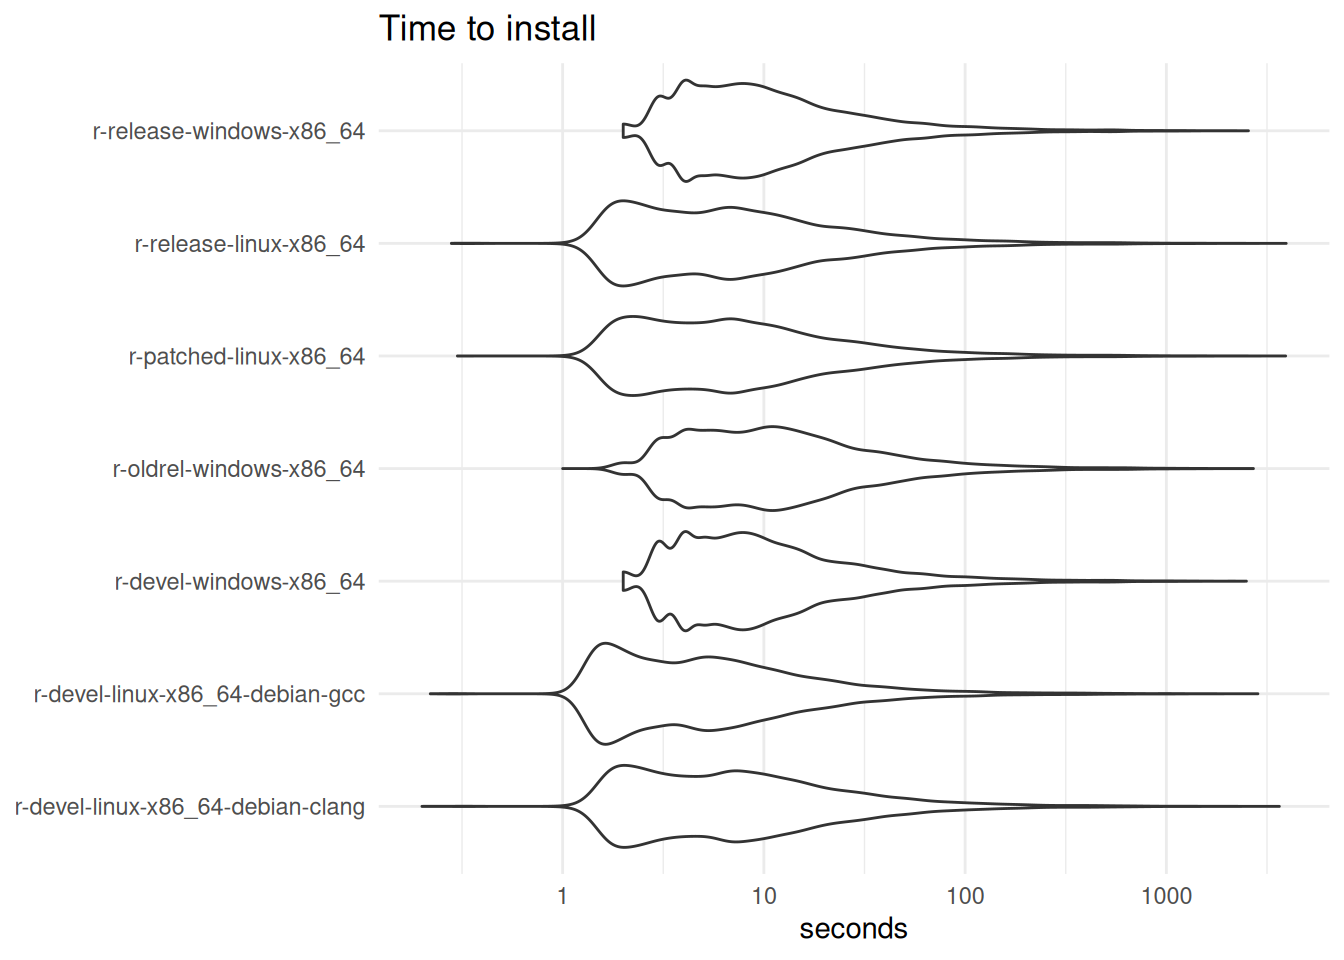 Time to install
r-release-windows-x86_64
r-release-linux-x86_64
r-patched-linux-x86_64
r-oldrel-windows-x86_64
r-devel-windows-x86_64
r-devel-linux-x86_64-debian-gcc
r-devel-linux-x86_64-debian-clang
1 10 100 1000
seconds